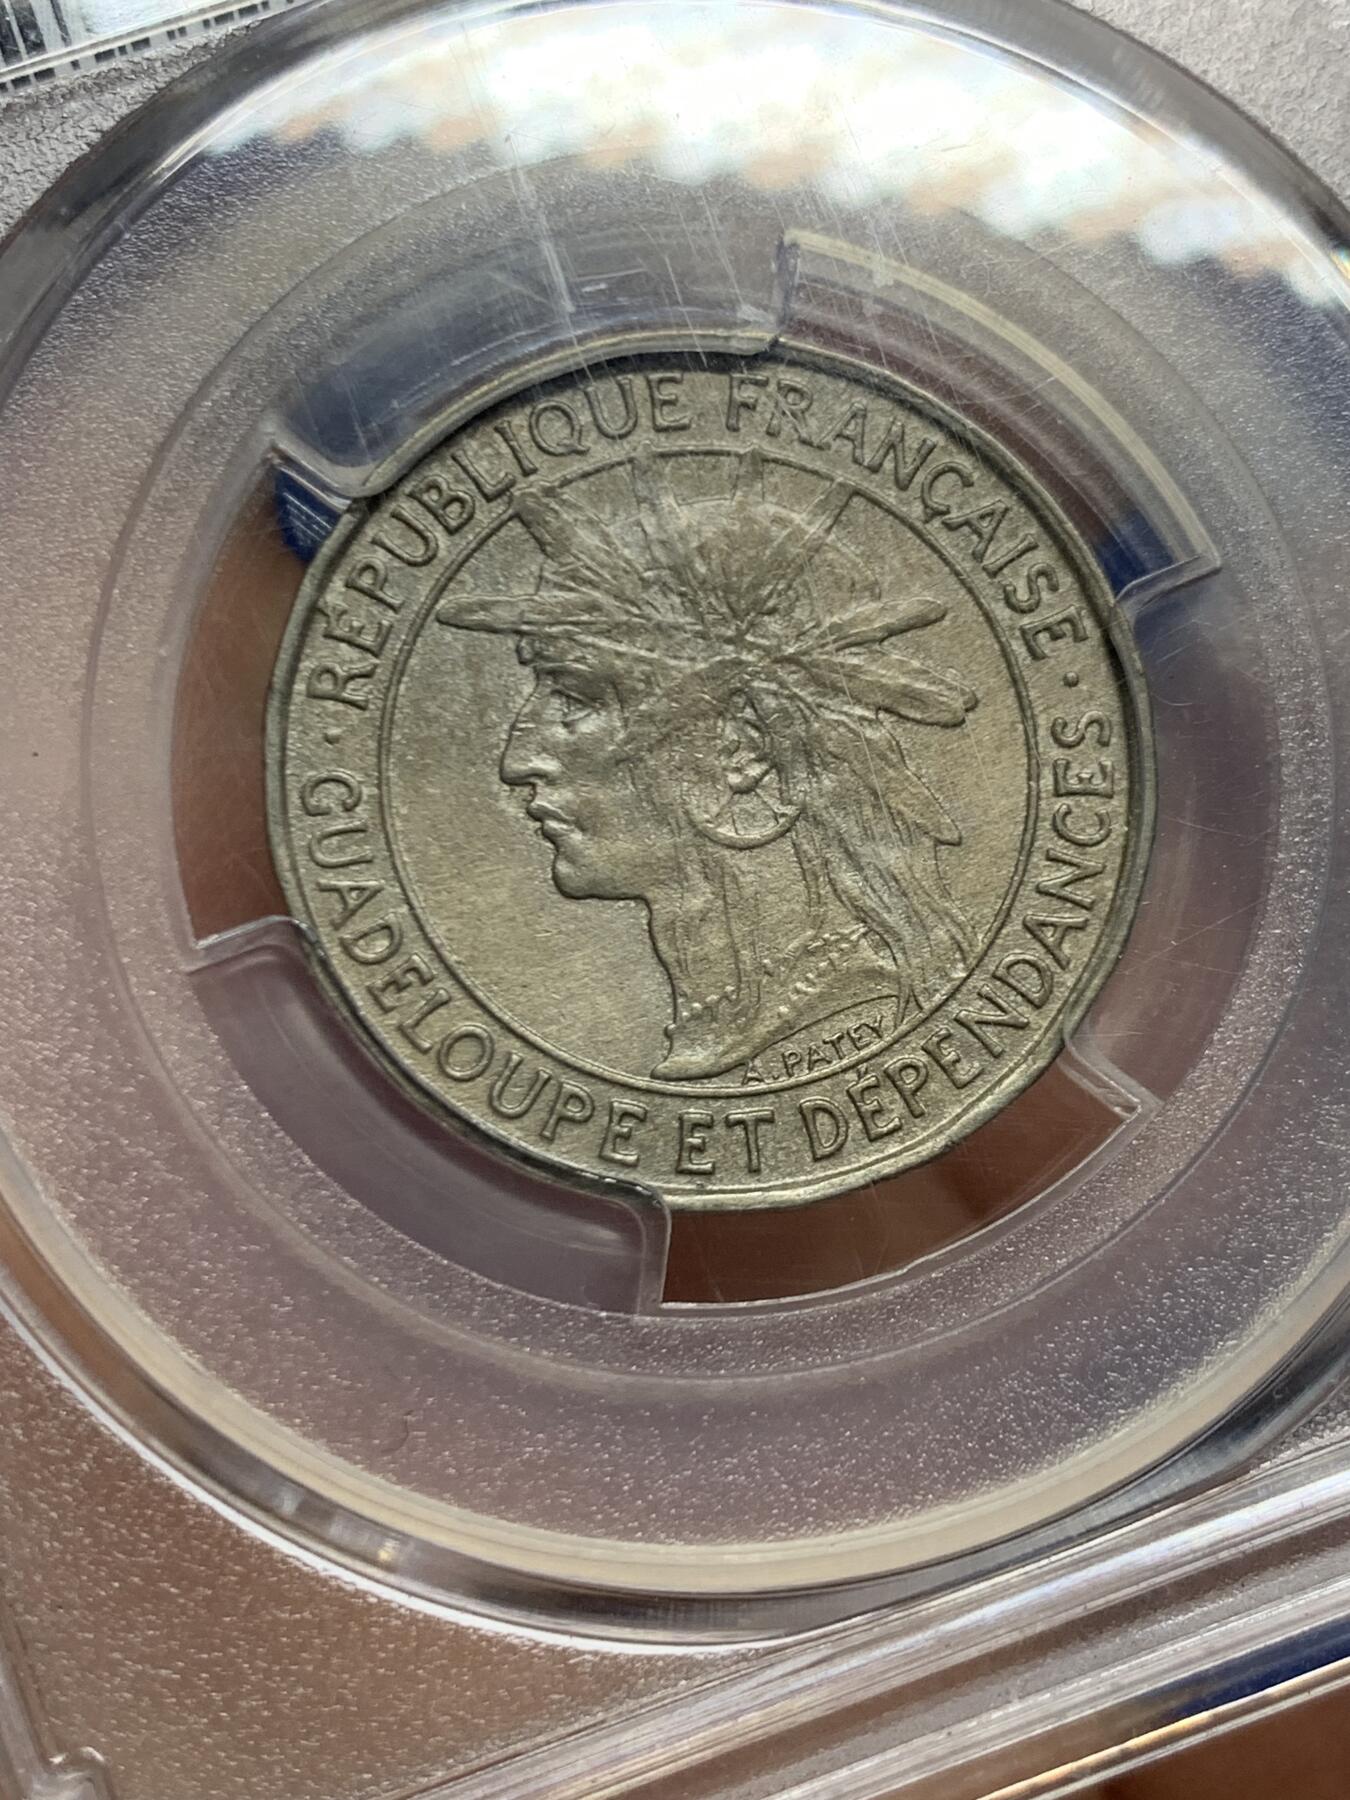 RÉPUBLIQUE FRANÇAISE ·
GUADELOUPE ET DÉPENDANCES ·
A. PATEY